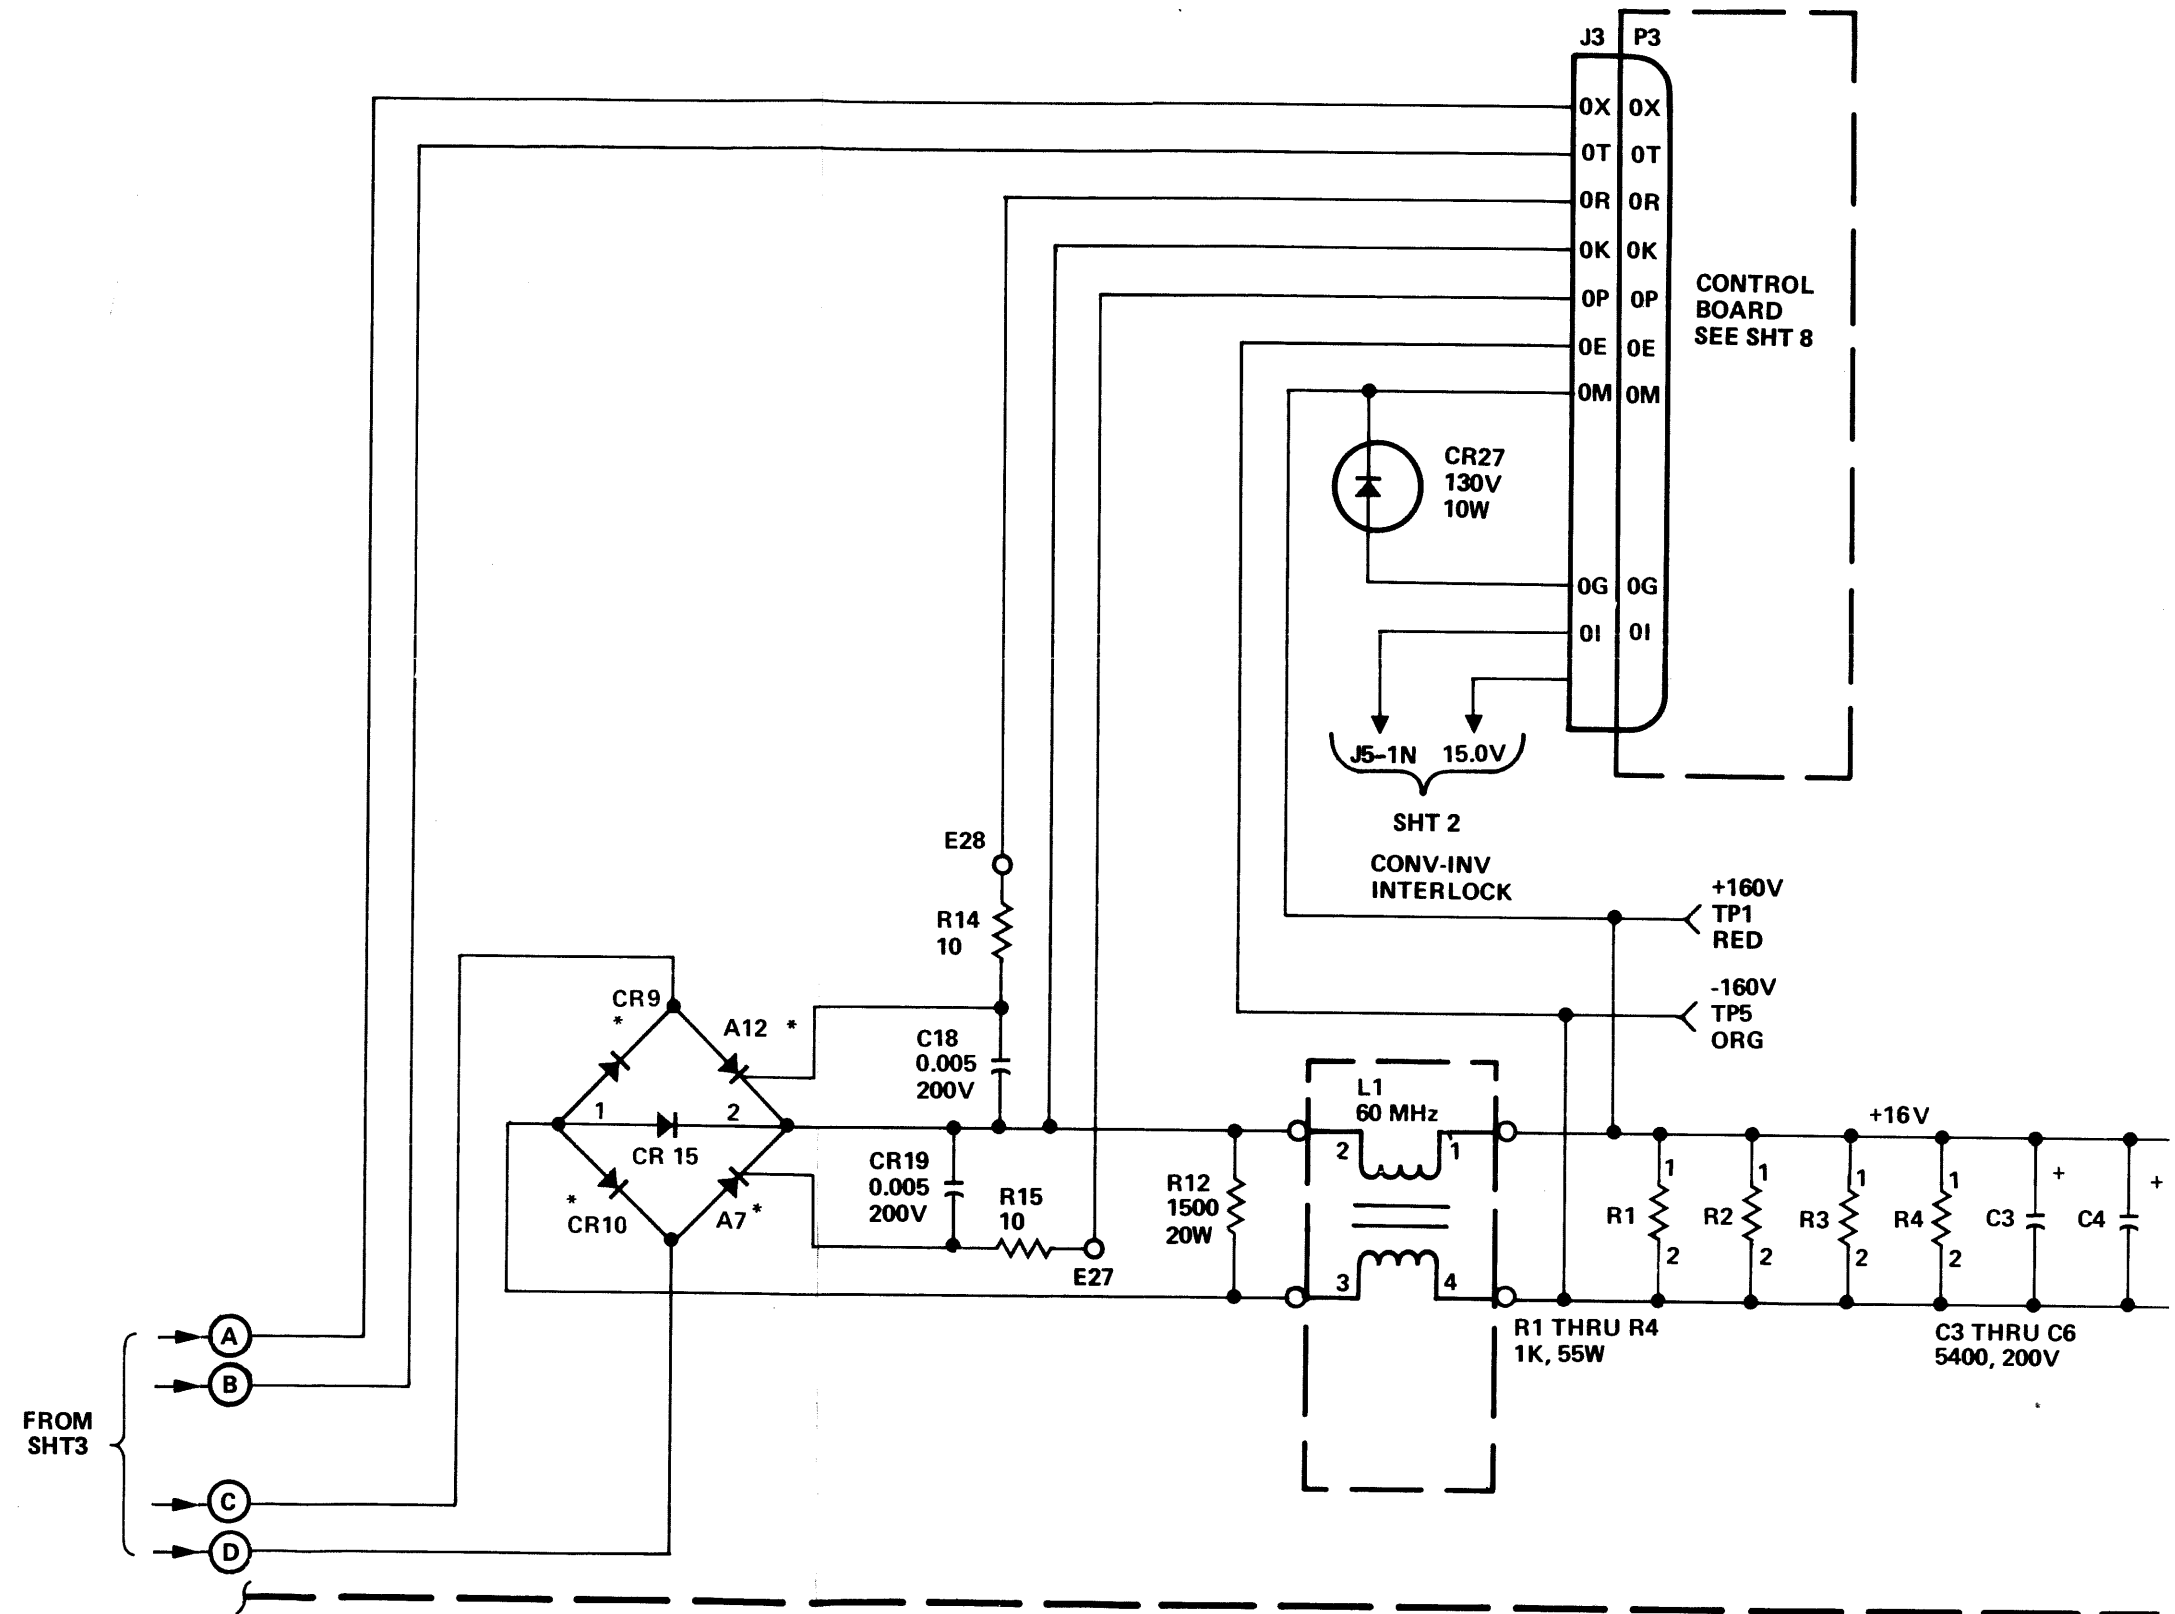 J3 P3
0X 0X
0T 0T
0R 0R
0K 0K
0P 0P
0E 0E
0M 0M
0G 0G
0I 0I
CONTROL
BOARD
SEE SHT 8
CR27
130V
10W
J5-1N 15.0V
SHT 2
CONV-INV
INTERLOCK
+160V
TP1
RED
-160V
TP5
ORG
E28
R14
10
CR9
*
A12 *
C18
0.005
200V
1 2
CR 15
*
CR10
A7 *
CR19
0.005
200V
R15
10
E27
R12
1500
20W
L1
60 MHz
2 1
3 4
+16V
R1
1
2
R2
1
2
R3
1
2
R4
1
2
C3
+
C4
+
R1 THRU R4
1K, 55W
C3 THRU C6
5400, 200V
FROM
SHT3
A
B
C
D